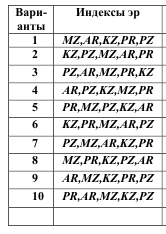 Вари- Индексы эр
анты
1 MZ,AR,KZ,PR,PZ
2 KZ,PZ,MZ,AR,PR
3 PZ,AR,MZ,PR,KZ
4 AR,PZ,KZ,MZ,PR
5 PR,MZ,PZ,KZ,AR
6 KZ,PR,MZ,AR,PZ
7 PZ,MZ,AR,KZ,PR
8 MZ,PR,KZ,PZ,AR
9 AR,MZ,KZ,PR,PZ
10 PR,AR,MZ,KZ,PZ